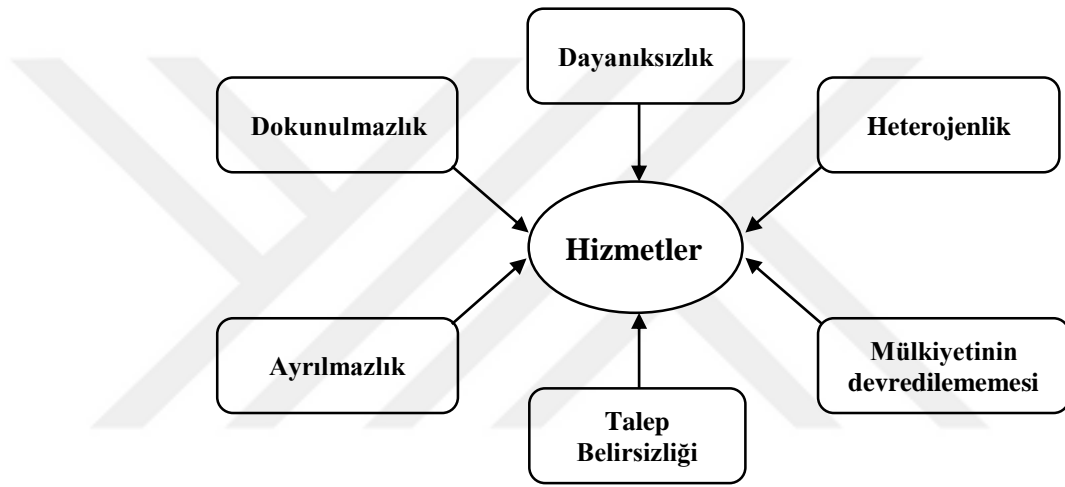 Dayanıksızlık
Dokunulmazlık
Heterojenlik
Hizmetler
Ayrılmazlık
Mülkiyetinin
devredilememesi
Talep
Belirsizliği